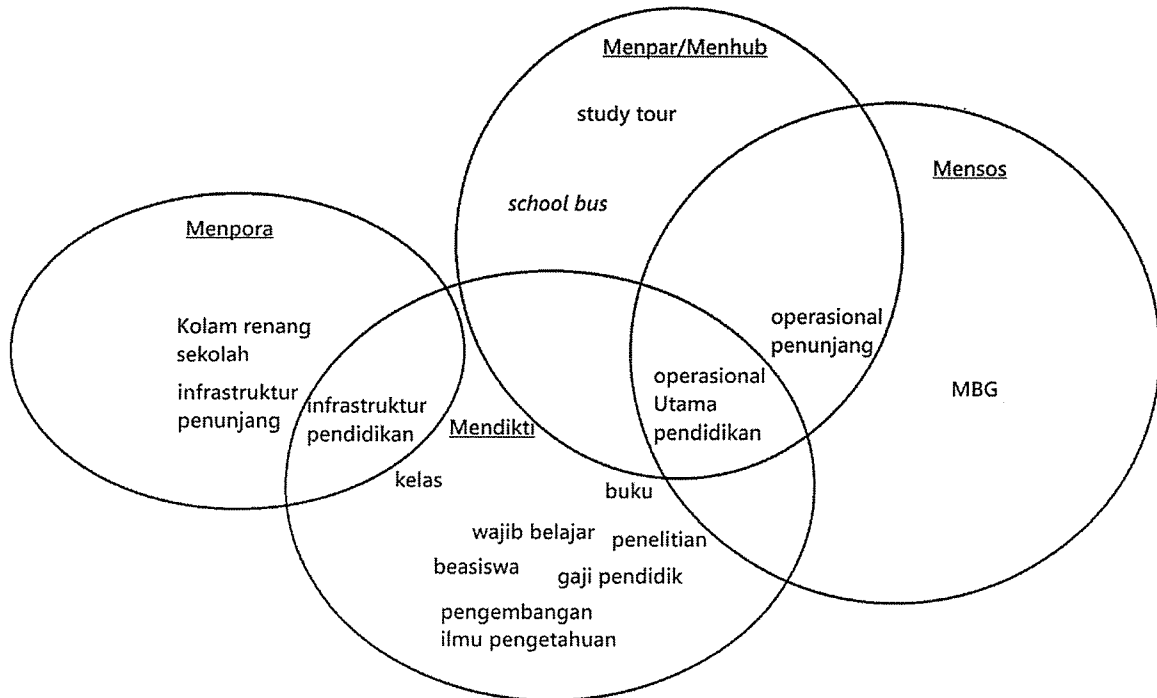 Menpar/Menhub
study tour
school bus
Mensos
Menpora
Kolam renang
sekolah
infrastruktur
penunjang
infrastruktur
pendidikan
Mendikti
kelas
operasional
penunjang
operasional
Utama
pendidikan
MBG
buku
wajib belajar
penelitian
beasiswa
gaji pendidik
pengembangan
ilmu pengetahuan